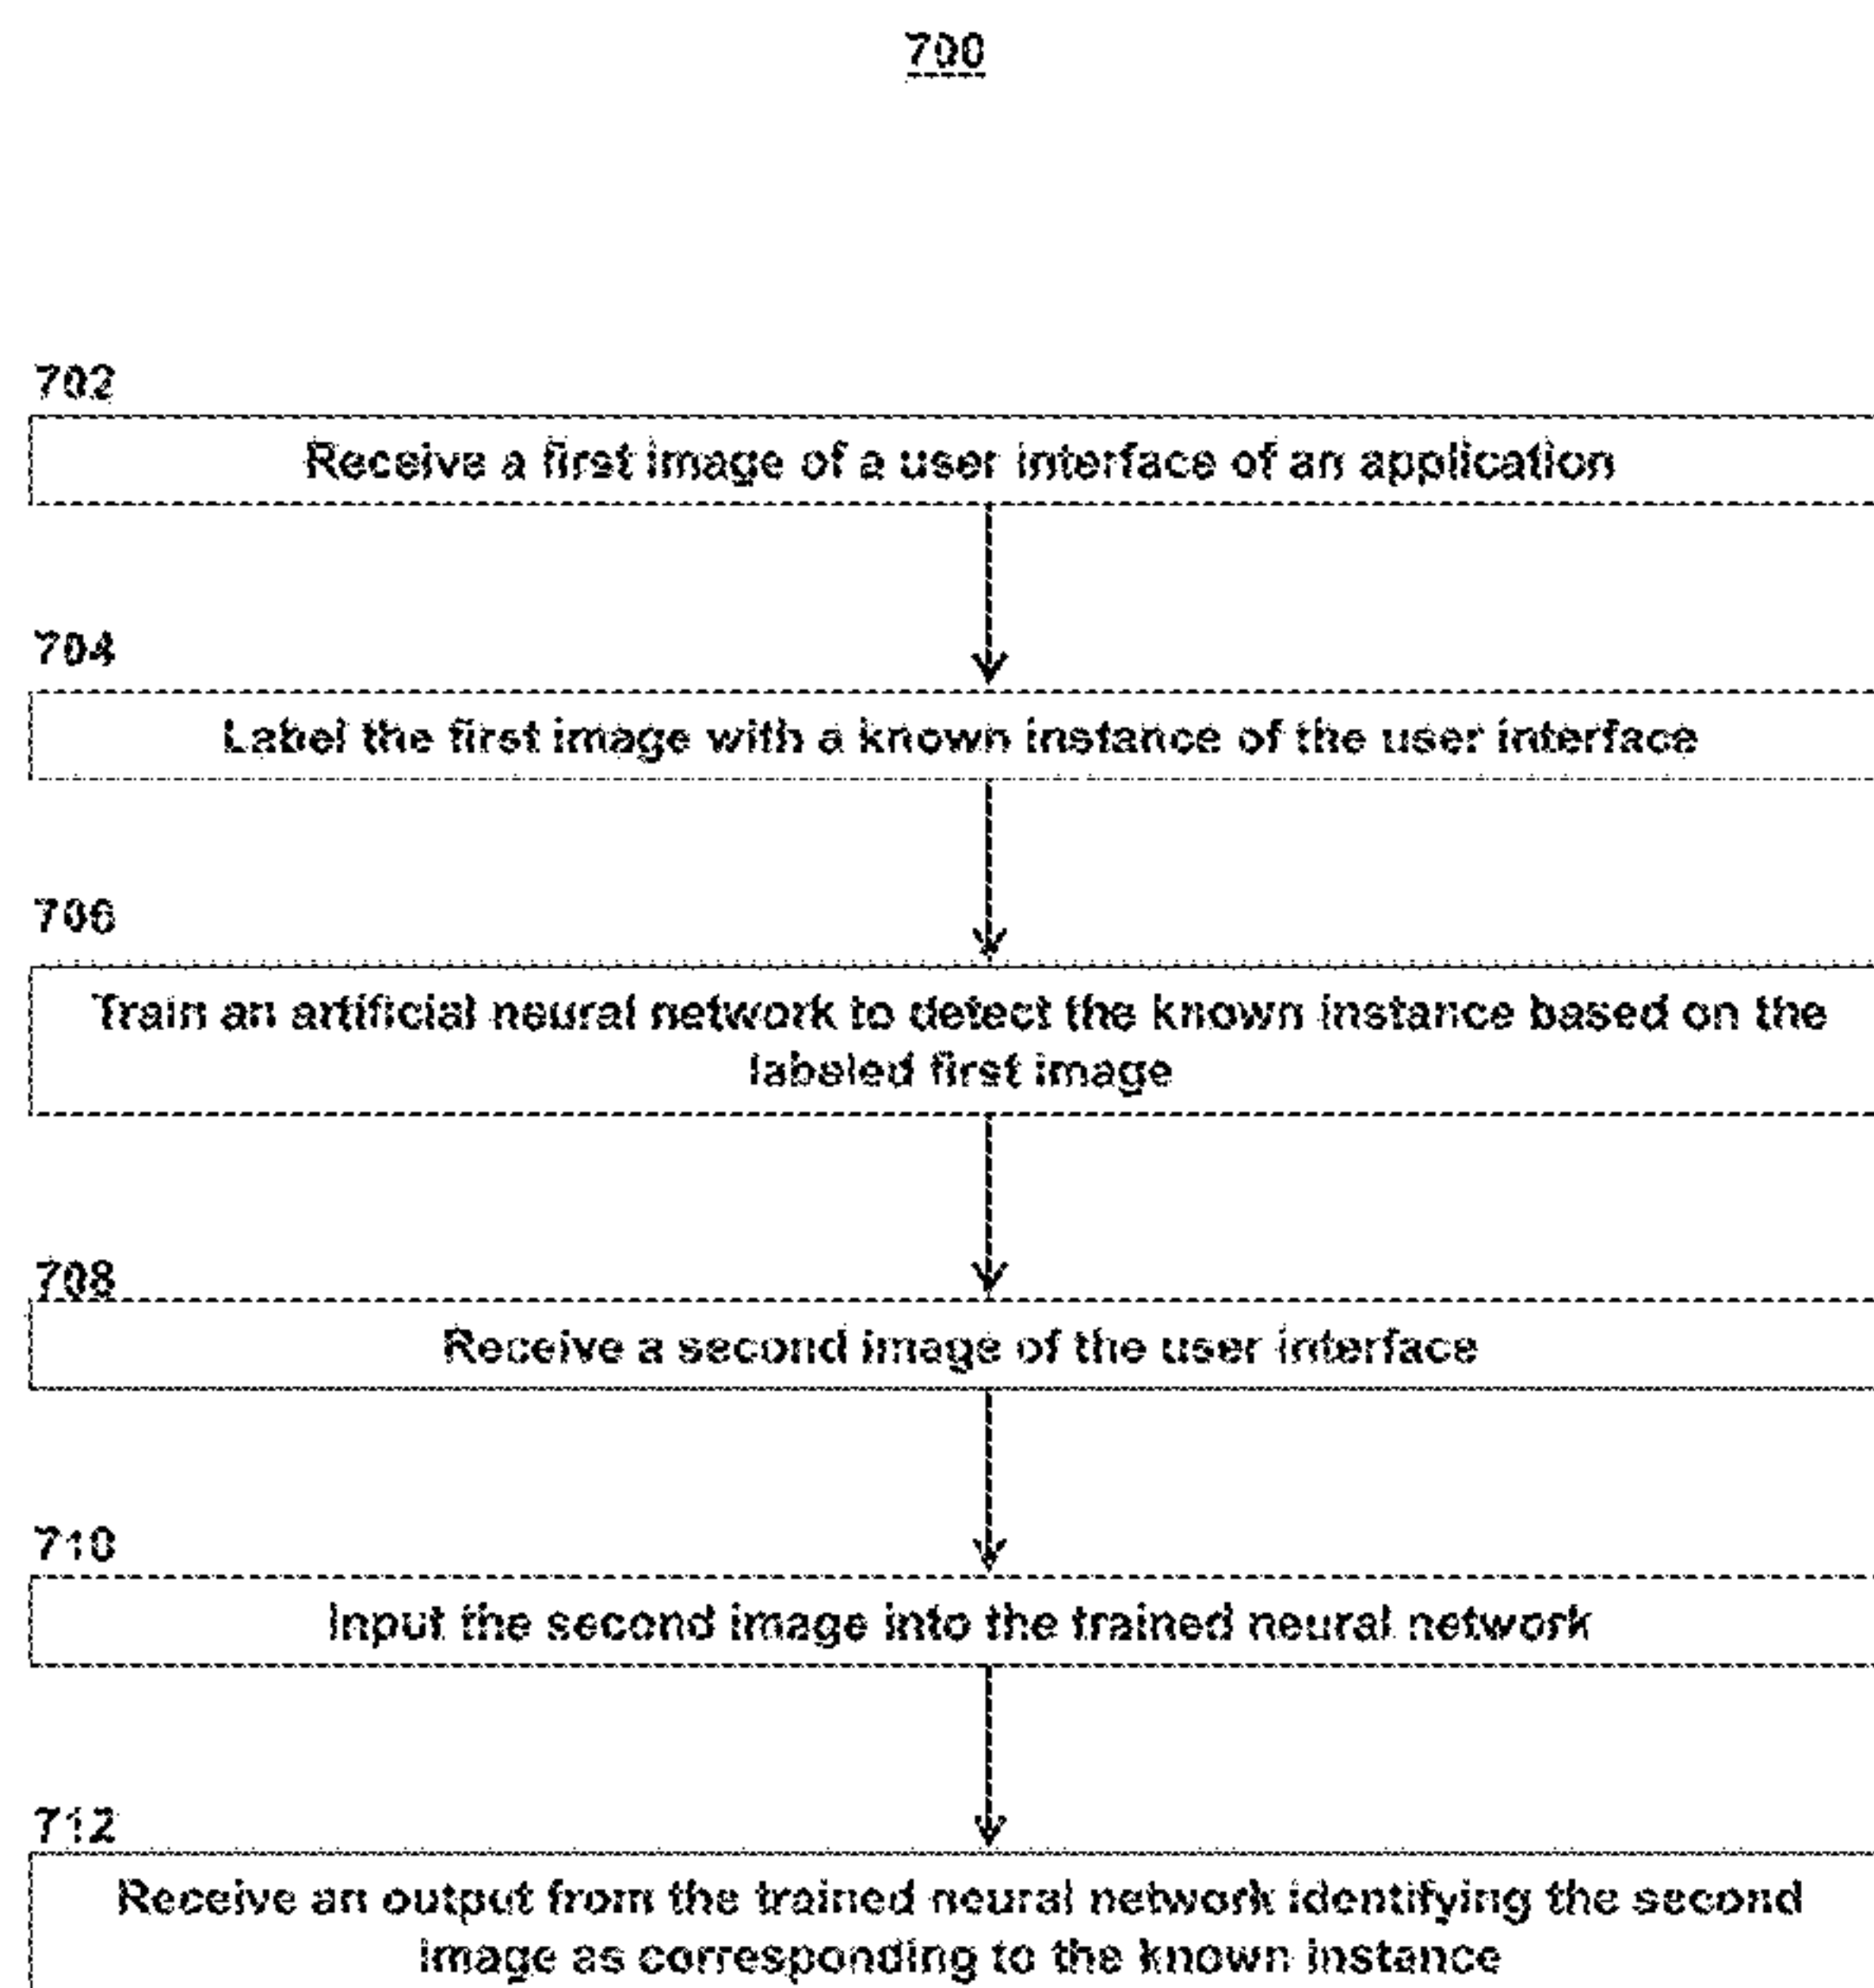 700
702
Receive a first image of a user interface of an application
704
Label the first image with a known instance of the user interface
706
Train an artificial neural network to detect the known instance based on the
labeled first image
708
Receive a second image of the user interface
710
Input the second image into the trained neural network
712
Receive an output from the trained neural network identifying the second
image as corresponding to the known instance